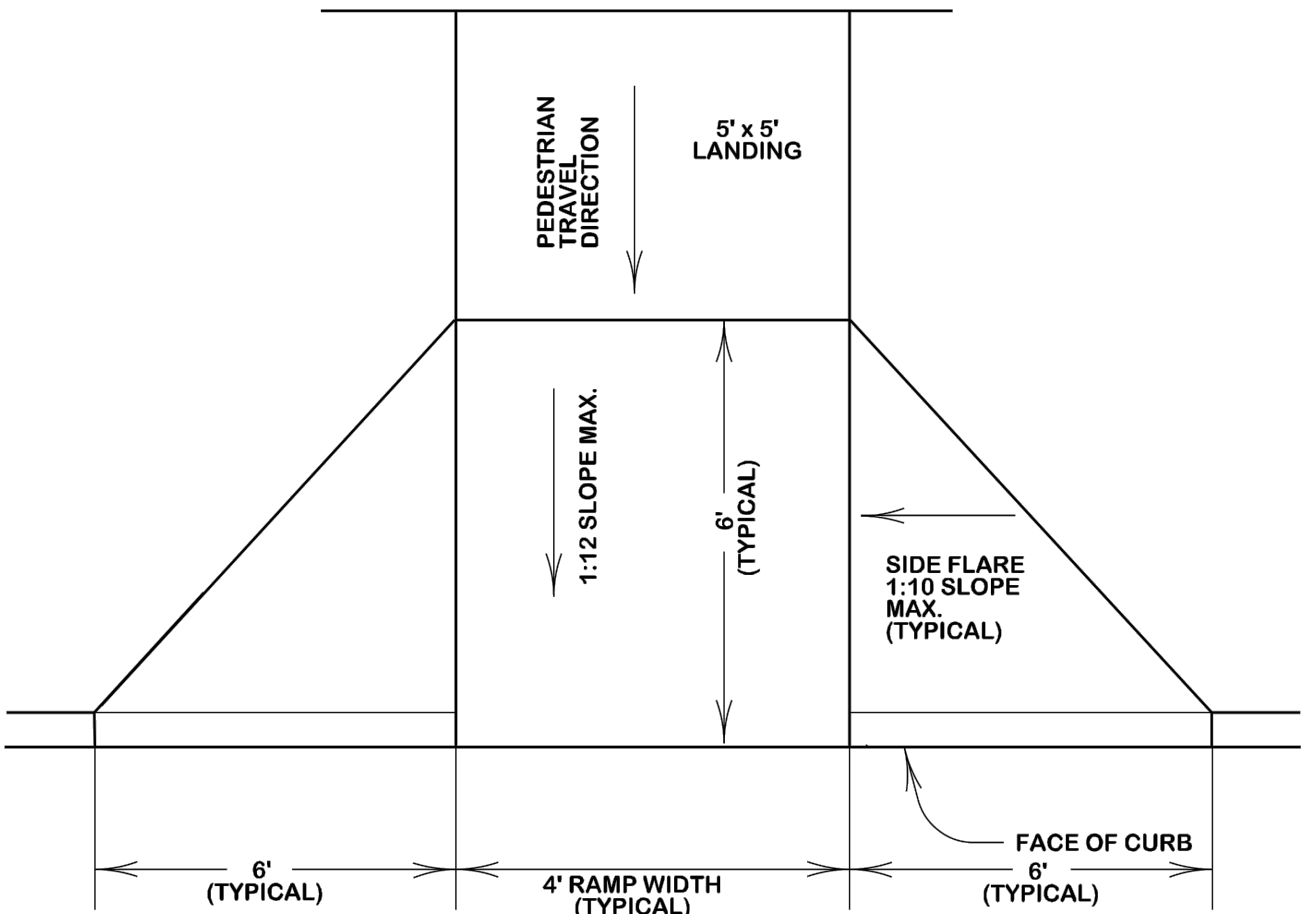 PEDESTRIAN
TRAVEL
DIRECTION
5' x 5'
LANDING
1:12 SLOPE MAX.
6'
(TYPICAL)
SIDE FLARE
1:10 SLOPE
MAX.
(TYPICAL)
FACE OF CURB
6'
(TYPICAL)
4' RAMP WIDTH
(TYPICAL)
6'
(TYPICAL)